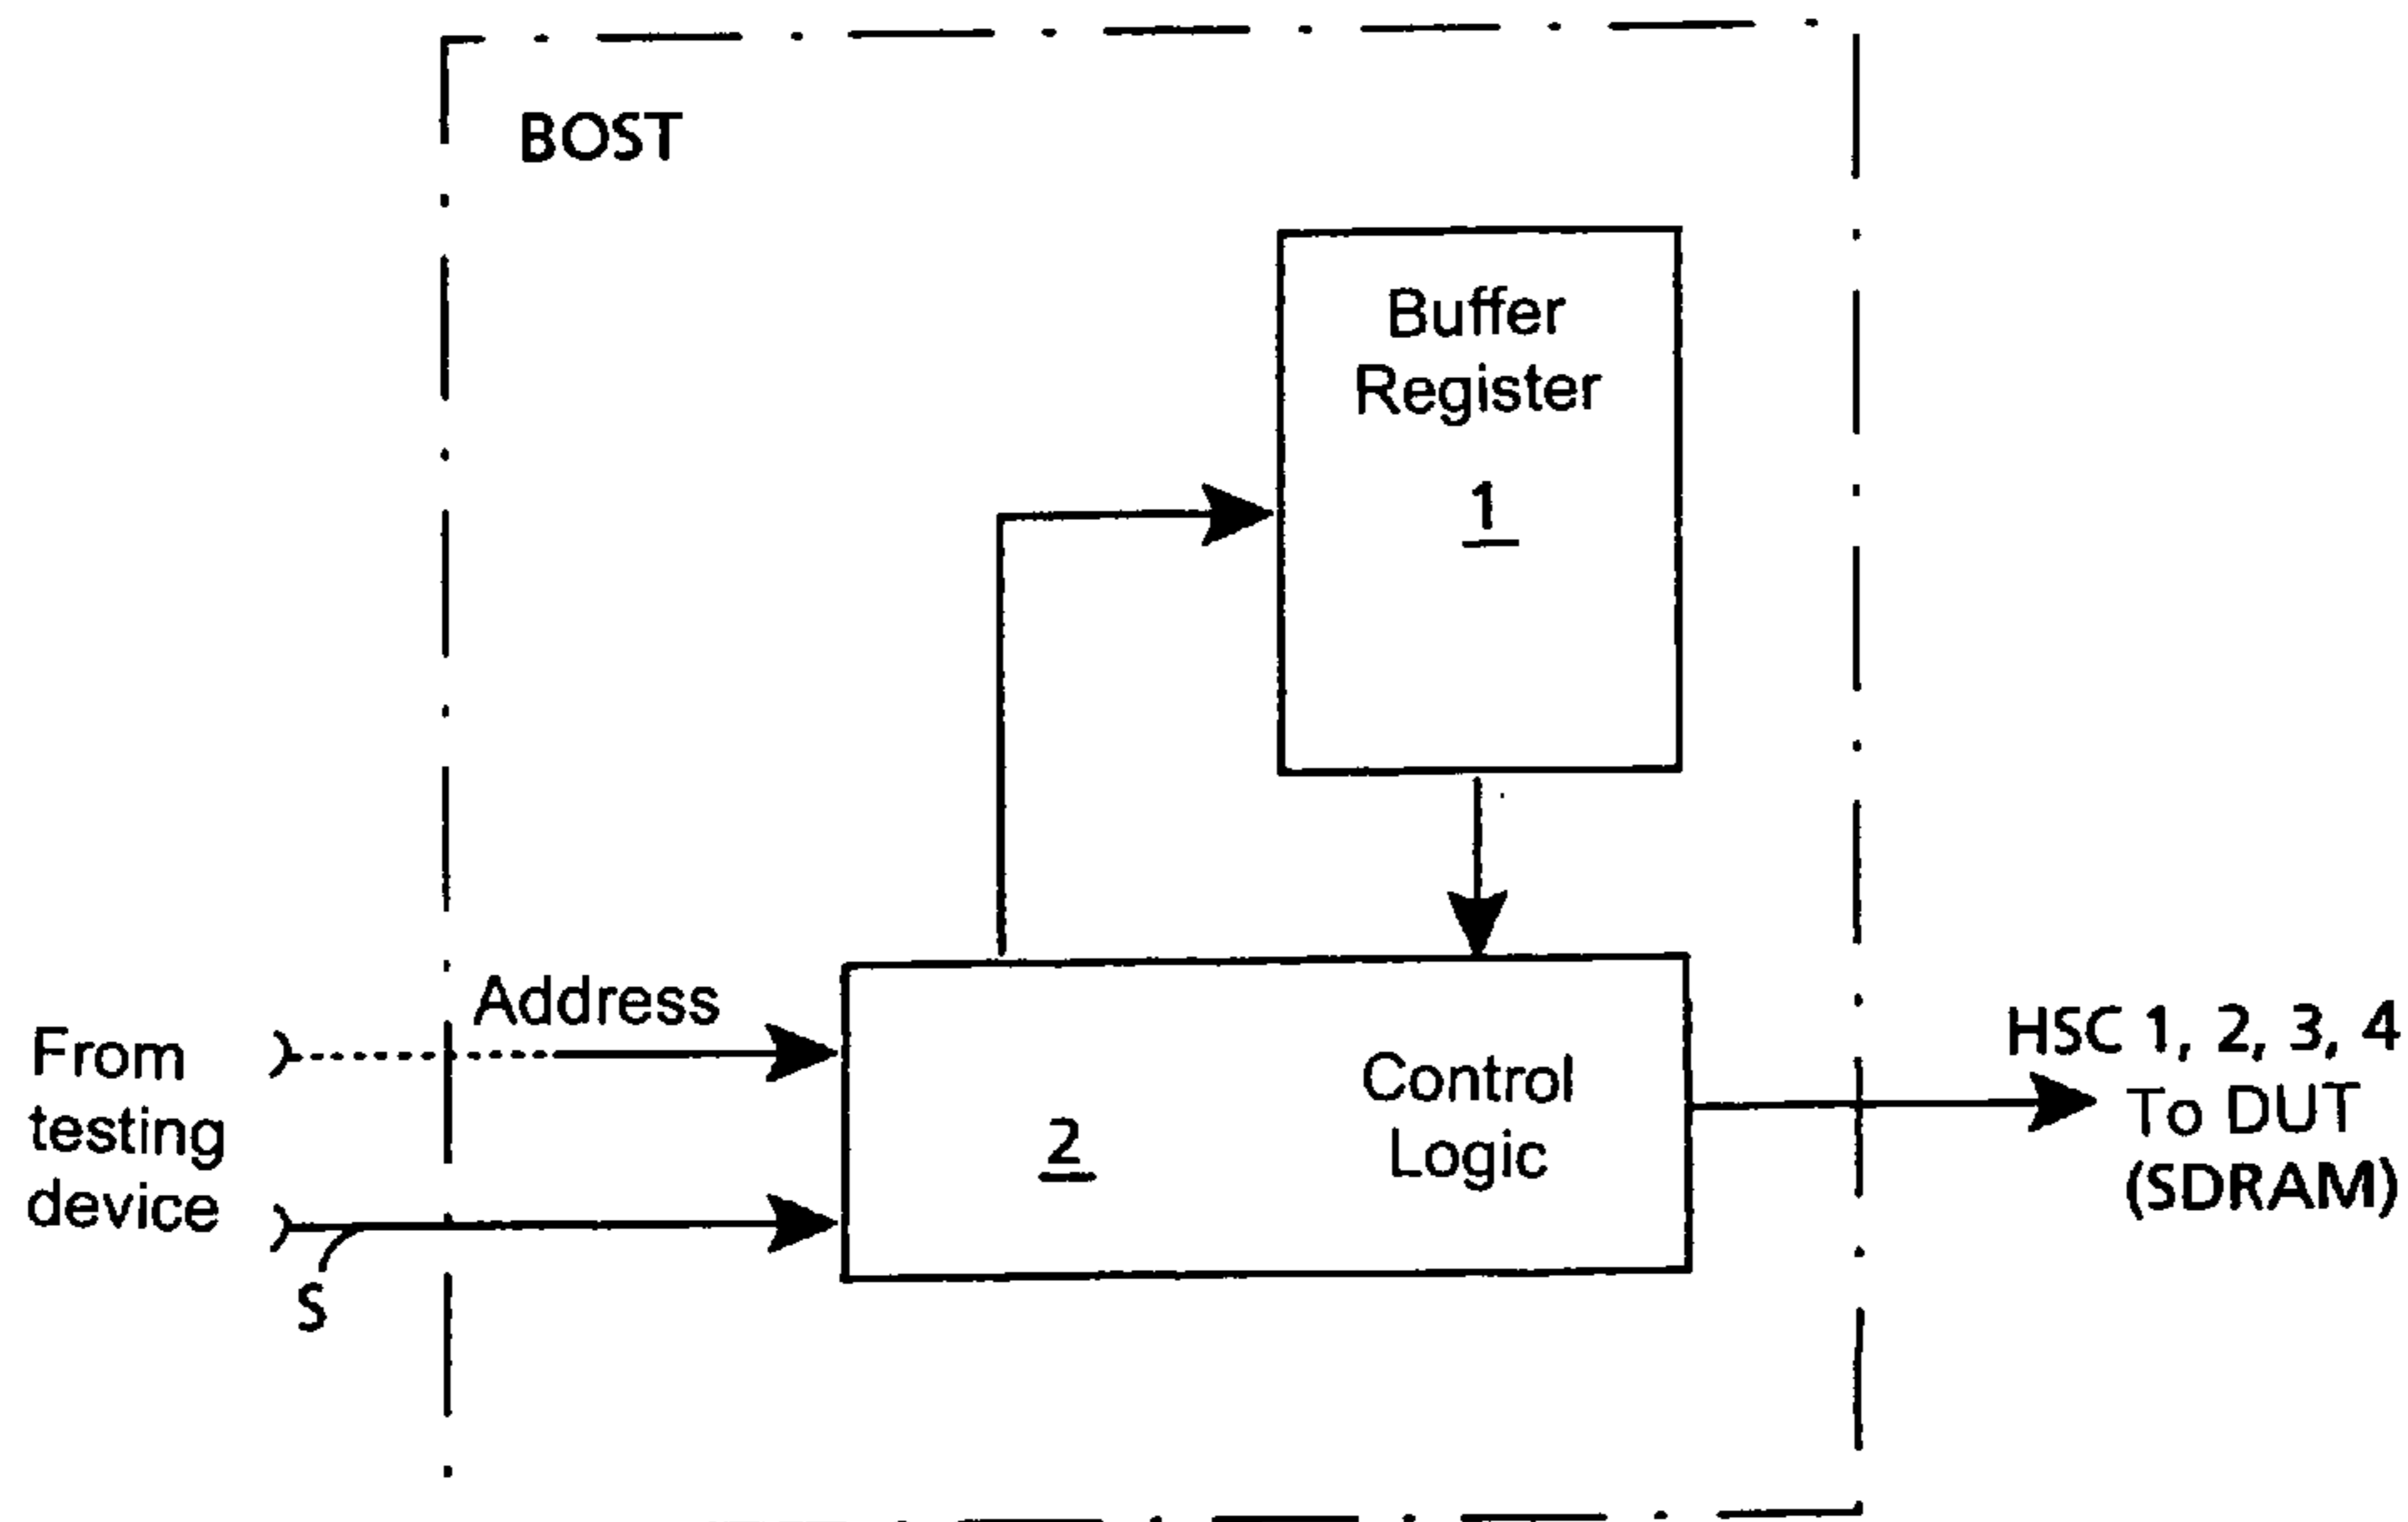 BOST
Buffer
Register
1
Address
From
testing
device
S
2
Control
Logic
HSC 1, 2, 3, 4
To DUT
(SDRAM)